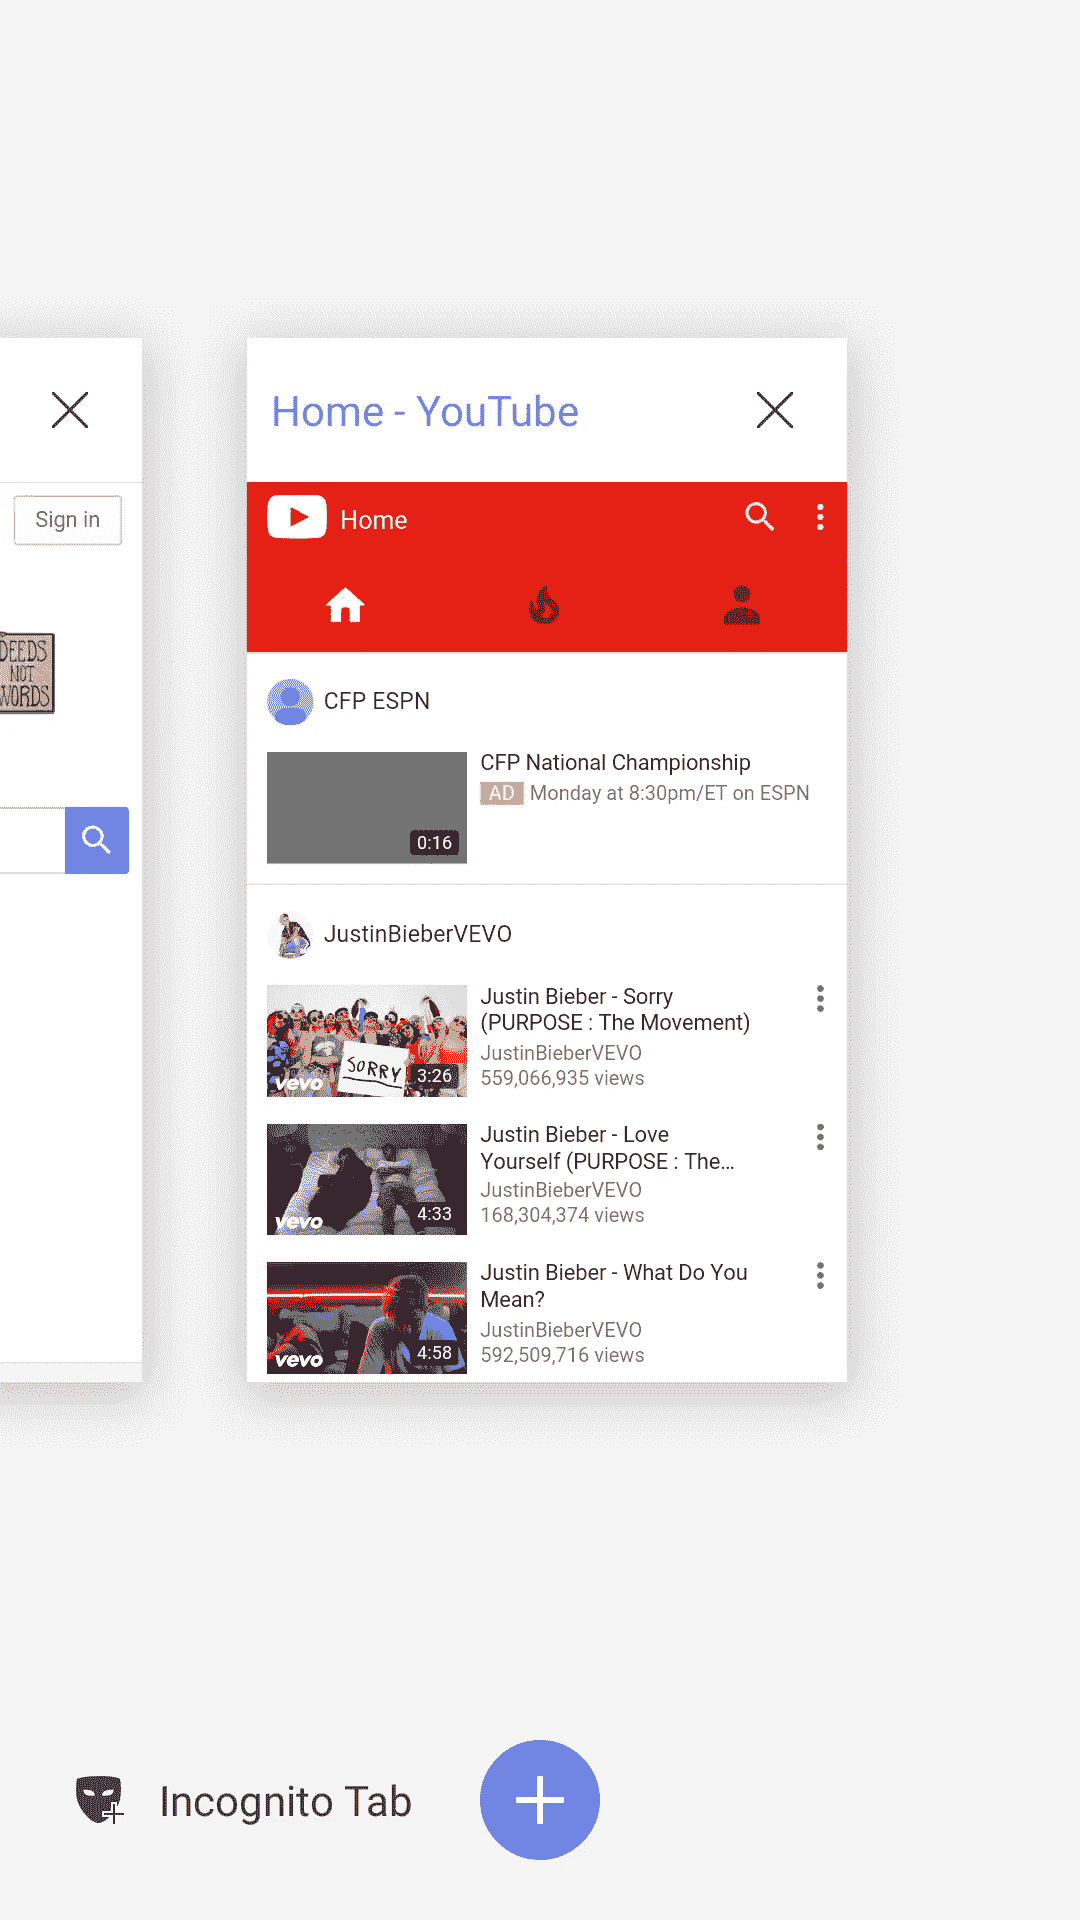 Home - YouTube
Sign in
DEEDS
NOT
WORDS
Home
CFP ESPN
CFP National Championship
AD Monday at 8:30pm/ET on ESPN
0:16
JustinBieberVEVO
Justin Bieber - Sorry
(PURPOSE : The Movement)
JustinBieberVEVO
559,066,935 views
SORRY
vevo
3:26
Justin Bieber - Love
Yourself (PURPOSE : The...
JustinBieberVEVO
168,304,374 views
vevo
4:33
Justin Bieber - What Do You
Mean?
JustinBieberVEVO
592,509,716 views
vevo
4:58
Incognito Tab